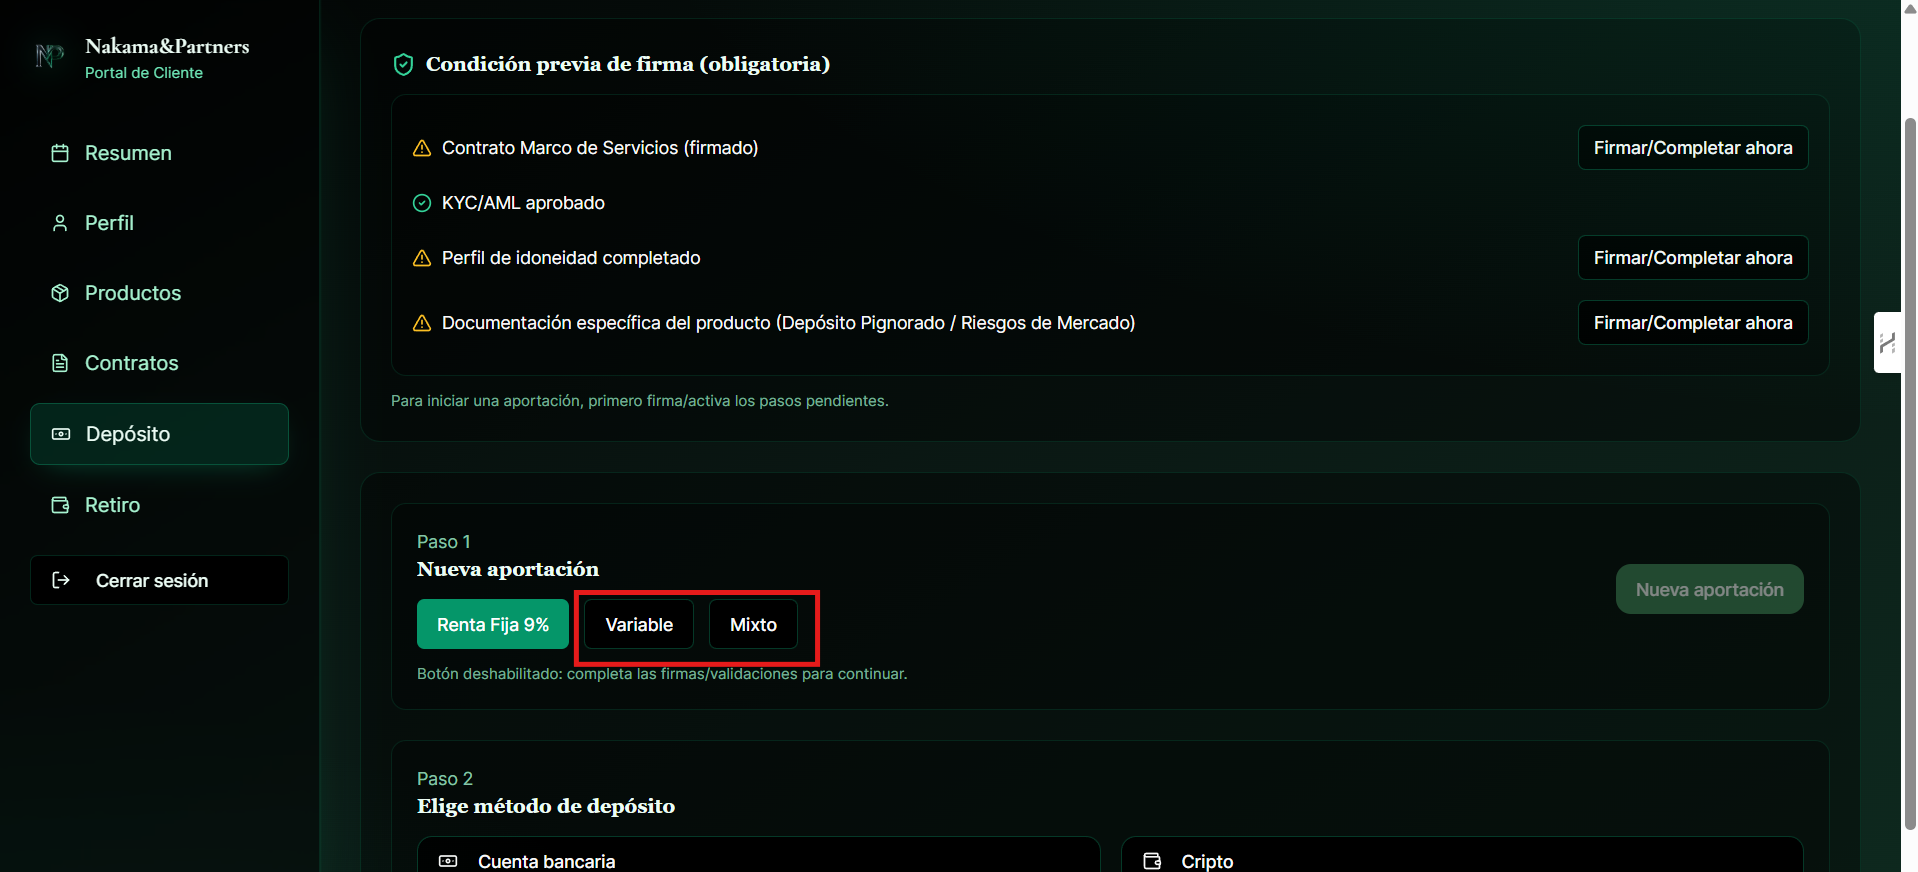 Nakama&Partners
Portal de Cliente
Resumen
Perfil
Productos
Contratos
Depósito
Retiro
Cerrar sesión
Condición previa de firma (obligatoria)
Contrato Marco de Servicios (firmado)
Firmar/Completar ahora
KYC/AML aprobado
Perfil de idoneidad completado
Firmar/Completar ahora
Documentación específica del producto (Depósito Pignorado / Riesgos de Mercado)
Firmar/Completar ahora
Para iniciar una aportación, primero firma/activa los pasos pendientes.
Paso 1
Nueva aportación
Renta Fija 9%
Variable
Mixto
Nueva aportación
Botón deshabilitado: completa las firmas/validaciones para continuar.
Paso 2
Elige método de depósito
Cuenta bancaria
Cripto